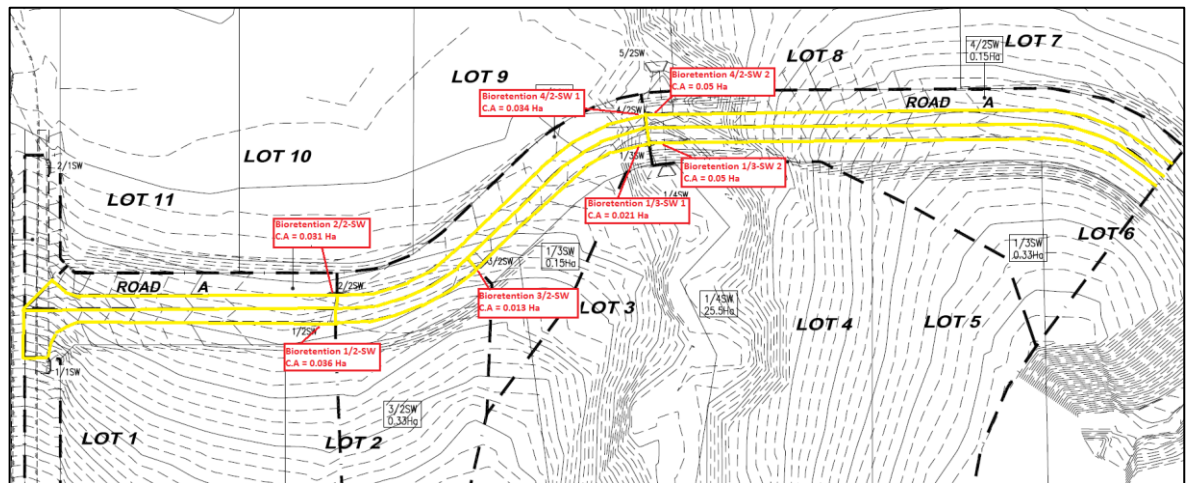 LOT 7
4/2SW
0.15Ha
LOT 8
5/2SW
LOT 9
Bioretention 4/2-SW 2
C.A = 0.05 Ha
Bioretention 4/2-SW 1
C.A = 0.034 Ha
4/2SW
ROAD A
LOT 10
2/1SW
1/3SW
Bioretention 1/3-SW 2
C.A = 0.05 Ha
1/4SW
LOT 11
Bioretention 1/3-SW 1
C.A = 0.021 Ha
Bioretention 2/2-SW
C.A = 0.031 Ha
LOT 6
1/3SW
0.33Ha
1/3SW
0.15Ha
3/2SW
ROAD A
2/2SW
Bioretention 3/2-SW
C.A = 0.013 Ha
LOT 3
1/4SW
25.5Ha
LOT 4
LOT 5
1/2SW
Bioretention 1/2-SW
C.A = 0.036 Ha
1/1SW
3/2SW
0.33Ha
LOT 1
LOT 2